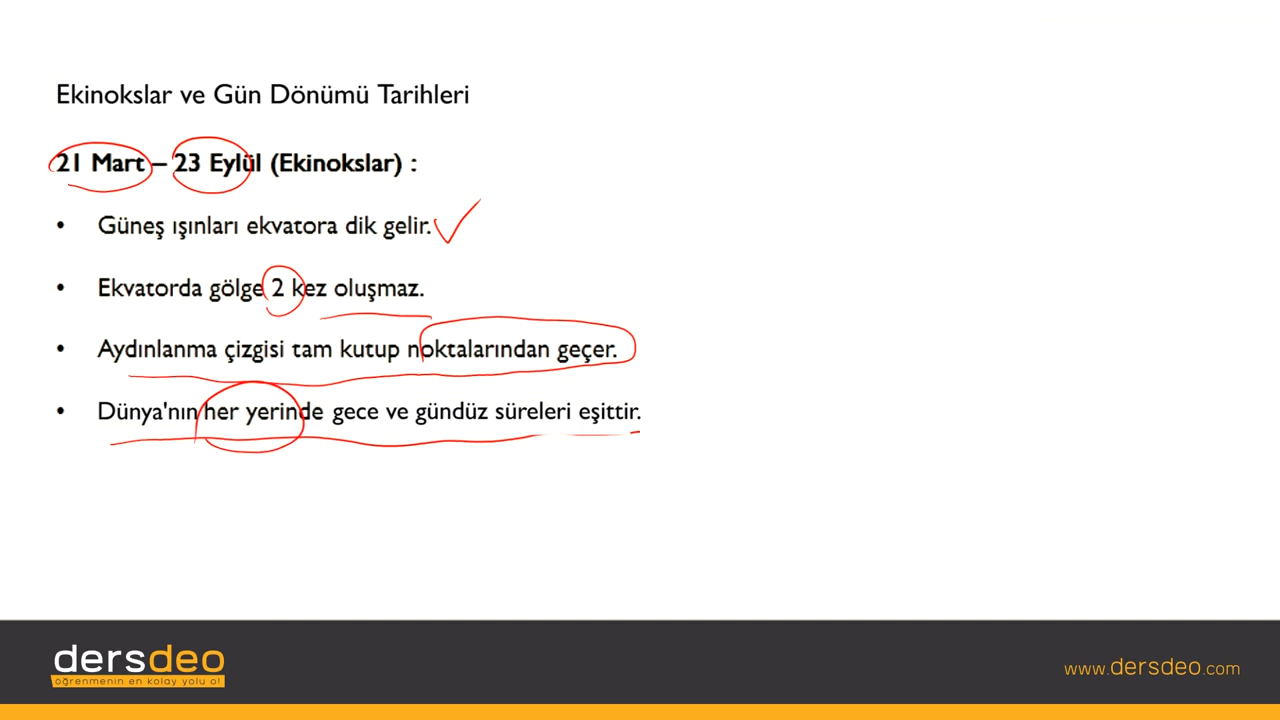 Ekinokslar ve Gün Dönümü Tarihleri
21 Mart – 23 Eylül (Ekinokslar) :
• Güneş ışınları ekvatora dik gelir.
• Ekvatorda gölge 2 kez oluşmaz.
• Aydınlanma çizgisi tam kutup noktalarından geçer.
• Dünya'nın her yerinde gece ve gündüz süreleri eşittir.
dersdeo
öğrenmenin en kolay yolu o!
www.dersdeo.com